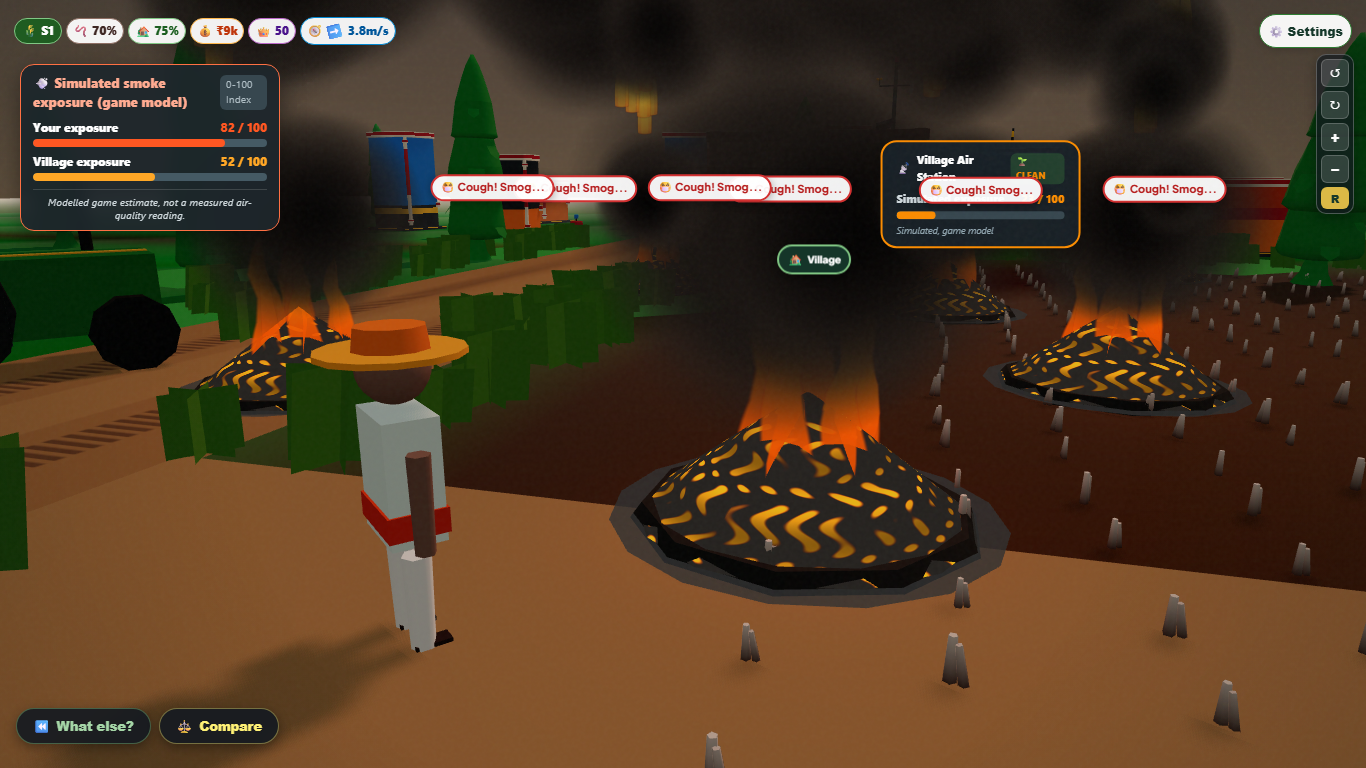 S1
70%
75%
₹9k
50
3.8m/s
Settings
Simulated smoke
exposure (game model)
0-100
Index
Your exposure 82 / 100
Village exposure 52 / 100
Modelled game estimate, not a measured air-
quality reading.
Cough! Smog...
ugh! Smog...
Cough! Smog...
ugh! Smog...
Village Air
Station
CLEAN
Cough! Smog...
/ 100
Simulated, game model
Cough! Smog...
Village
↺
↻
+
−
R
What else?
Compare